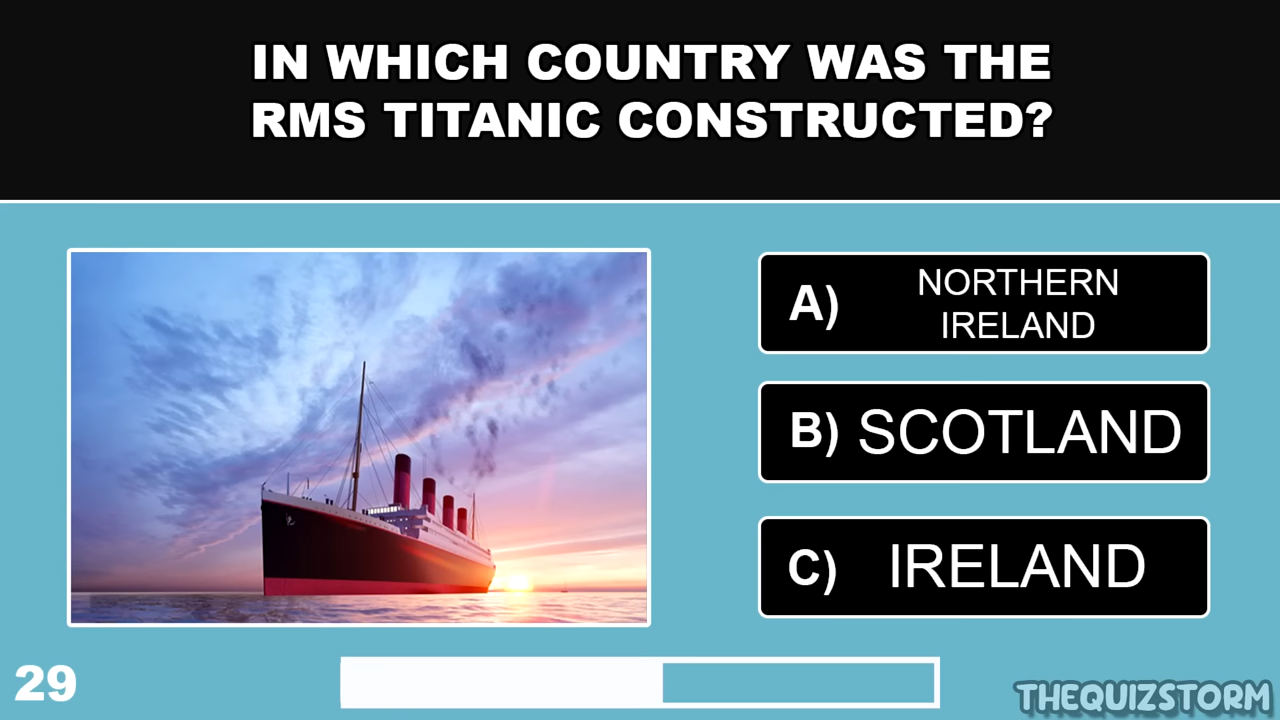 IN WHICH COUNTRY WAS THE
RMS TITANIC CONSTRUCTED?
A) NORTHERN
IRELAND
B) SCOTLAND
C) IRELAND
29
THEQUIZSTORM